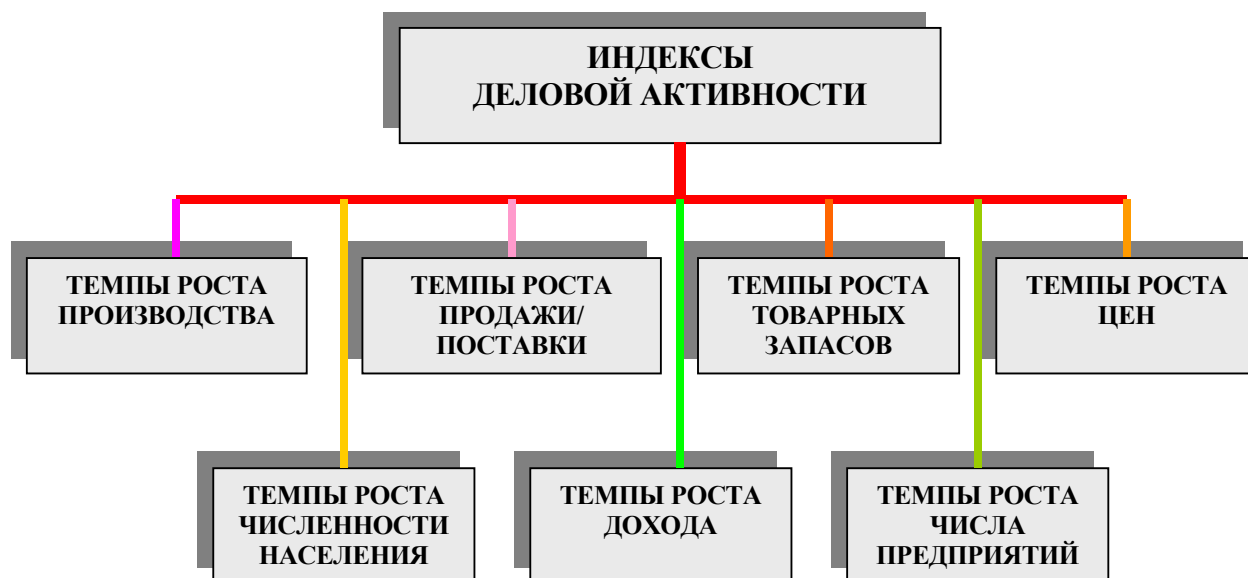 ИНДЕКСЫ
ДЕЛОВОЙ АКТИВНОСТИ
ТЕМПЫ РОСТА
ПРОИЗВОДСТВА
ТЕМПЫ РОСТА
ПРОДАЖИ/
ПОСТАВКИ
ТЕМПЫ РОСТА
ТОВАРНЫХ
ЗАПАСОВ
ТЕМПЫ РОСТА
ЦЕН
ТЕМПЫ РОСТА
ЧИСЛЕННОСТИ
НАСЕЛЕНИЯ
ТЕМПЫ РОСТА
ДОХОДА
ТЕМПЫ РОСТА
ЧИСЛА
ПРЕДПРИЯТИЙ